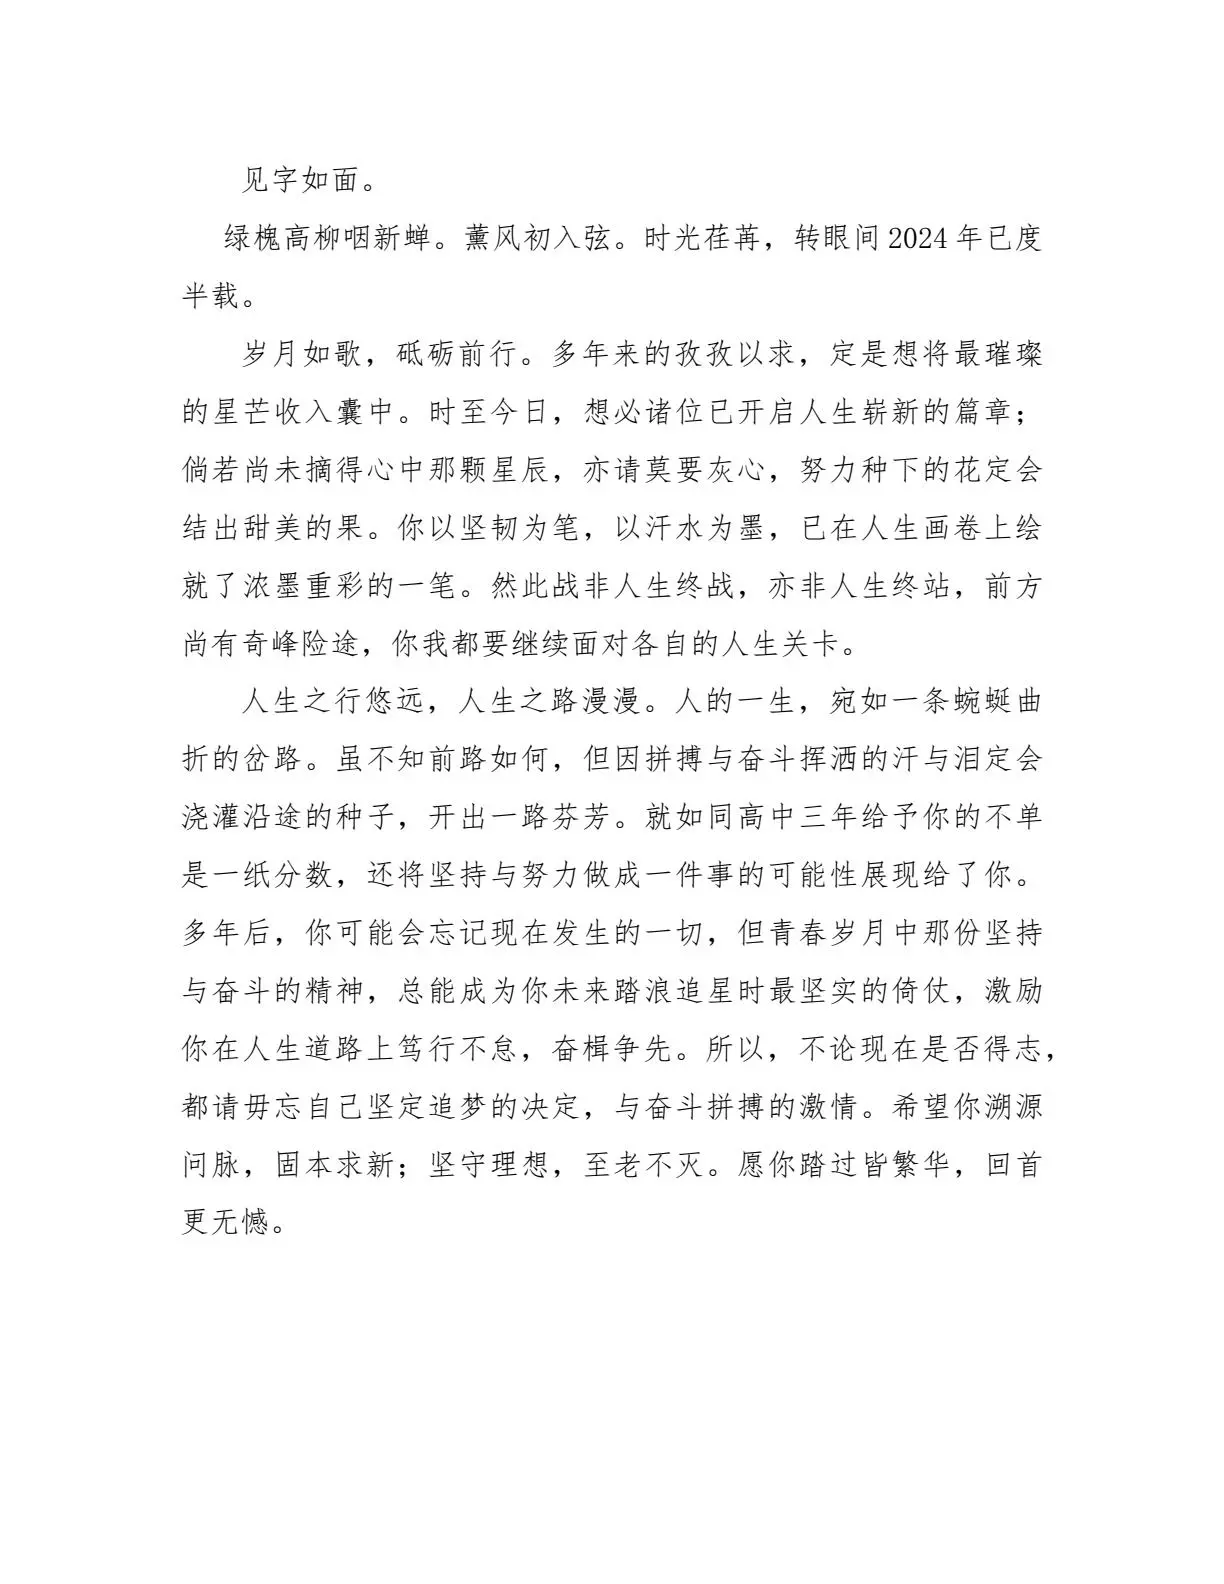 见字如面。
绿槐高柳咽新蝉。薰风初入弦。时光荏苒，转眼间 2024 年已度
半载。
岁月如歌，砥砺前行。多年来的孜孜以求，定是想将最璀璨
的星芒收入囊中。时至今日，想必诸位已开启人生崭新的篇章；
倘若尚未摘得心中那颗星辰，亦请莫要灰心，努力种下的花定会
结出甜美的果。你以坚韧为笔，以汗水为墨，已在人生画卷上绘
就了浓墨重彩的一笔。然此战非人生终战，亦非人生终站，前方
尚有奇峰险途，你我都要继续面对各自的人生关卡。
人生之行悠远，人生之路漫漫。人的一生，宛如一条蜿蜒曲
折的岔路。虽不知前路如何，但因拼搏与奋斗挥洒的汗与泪定会
浇灌沿途的种子，开出一路芬芳。就如同高中三年给予你的不单
是一纸分数，还将坚持与努力做成一件事的可能性展现给了你。
多年后，你可能会忘记现在发生的一切，但青春岁月中那份坚持
与奋斗的精神，总能成为你未来踏浪追星时最坚实的倚仗，激励
你在人生道路上笃行不怠，奋楫争先。所以，不论现在是否得志，
都请毋忘自己坚定追梦的决定，与奋斗拼搏的激情。希望你溯源
问脉，固本求新；坚守理想，至老不灭。愿你踏过皆繁华，回首
更无憾。